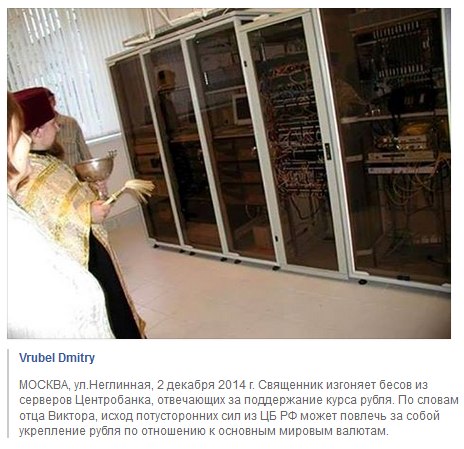 Vrubel Dmitry
МОСКВА, ул.Неглинная, 2 декабря 2014 г. Священник изгоняет бесов из
серверов Центробанка, отвечающих за поддержание курса рубля. По словам
отца Виктора, исход потусторонних сил из ЦБ РФ может повлечь за собой
укрепление рубля по отношению к основным мировым валютам.